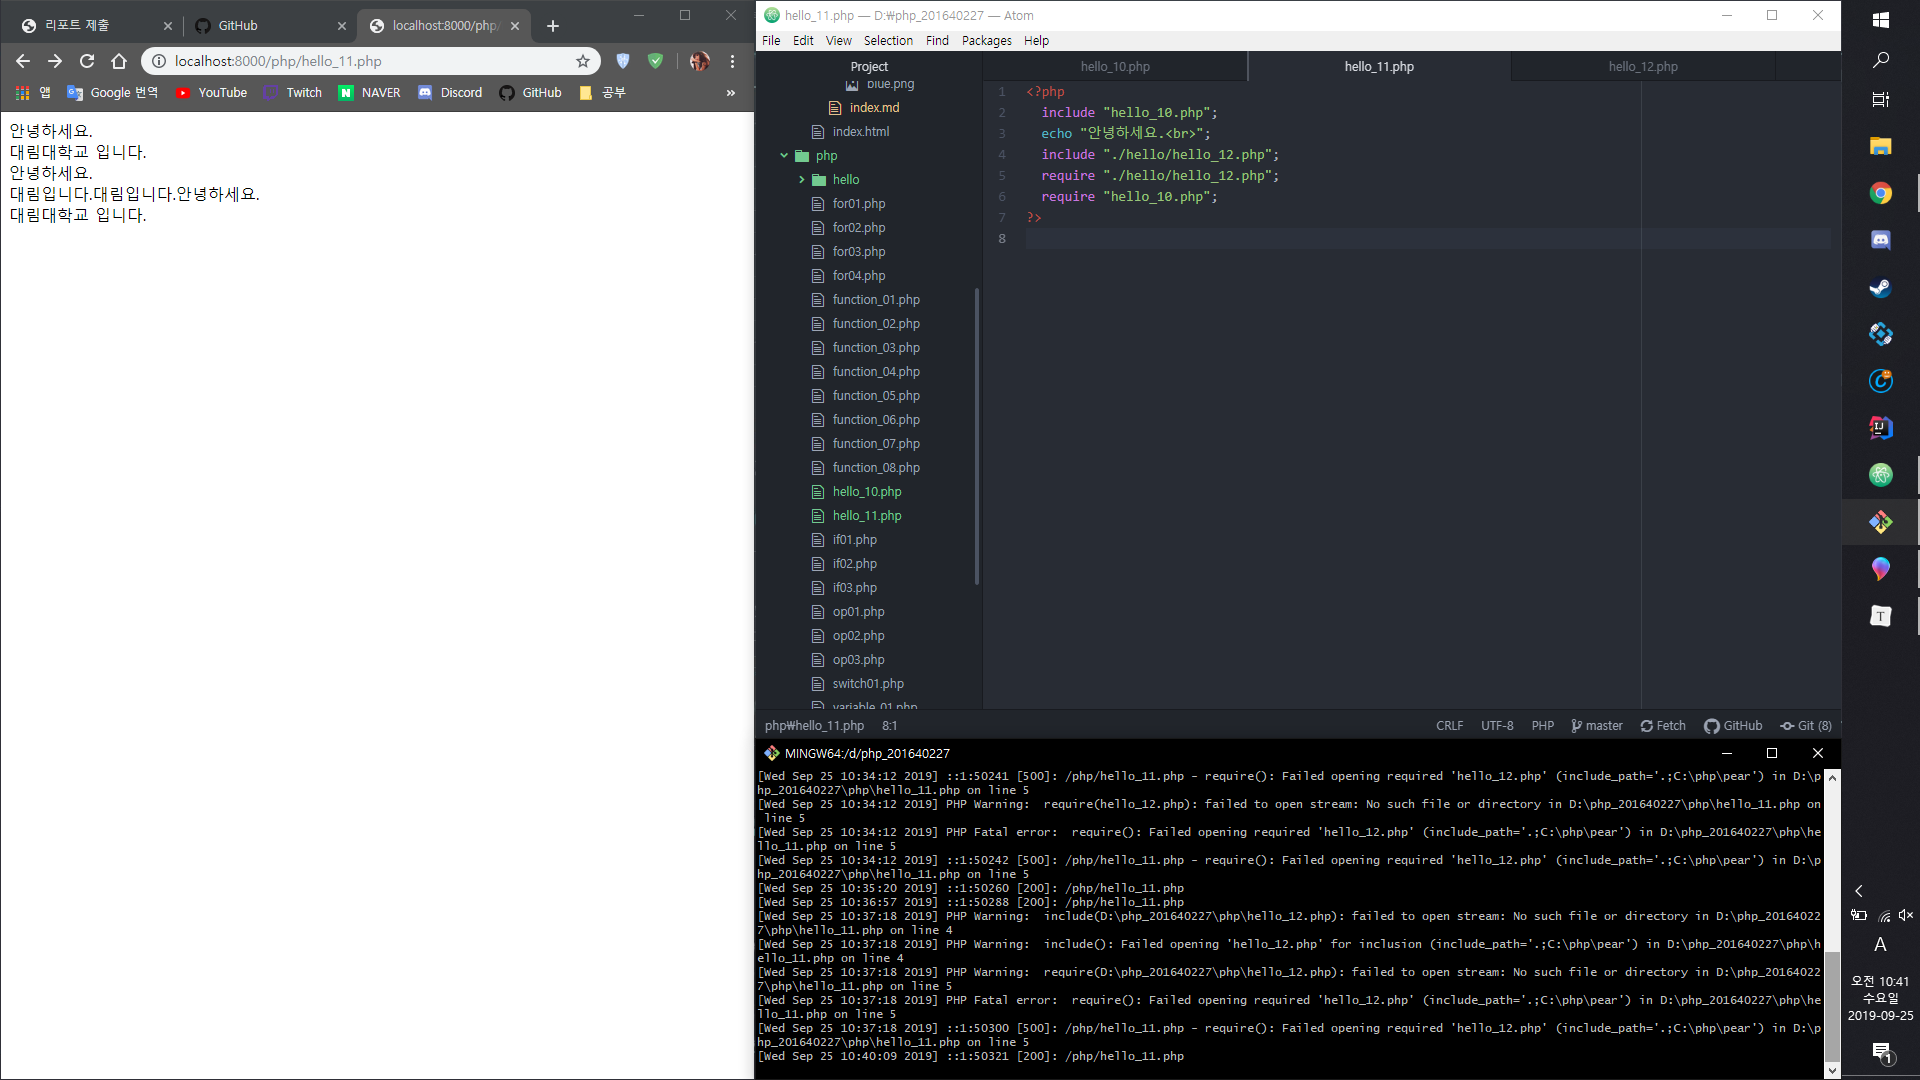 리포트 제출
GitHub
localhost:8000/php/
localhost:8000/php/hello_11.php
앱
Google 번역
YouTube
Twitch
NAVER
Discord
GitHub
공부
»
안녕하세요.
대림대학교 입니다.
안녕하세요.
대림입니다.대림입니다.안녕하세요.
대림대학교 입니다.
hello_11.php — D:₩php_201640227 — Atom
File Edit View Selection Find Packages Help
Project
blue.png
index.md
index.html
php
hello
for01.php
for02.php
for03.php
for04.php
function_01.php
function_02.php
function_03.php
function_04.php
function_05.php
function_06.php
function_07.php
function_08.php
hello_10.php
hello_11.php
if01.php
if02.php
if03.php
op01.php
op02.php
op03.php
switch01.php
variable_01.php
hello_10.php
hello_11.php
hello_12.php
1 <?php
2 include "hello_10.php";
3 echo "안녕하세요.<br>";
4 include "./hello/hello_12.php";
5 require "./hello/hello_12.php";
6 require "hello_10.php";
7 ?>
8
php₩hello_11.php 8:1
CRLF UTF-8 PHP master Fetch GitHub Git (8)
MINGW64:/d/php_201640227
[Wed Sep 25 10:34:12 2019] ::1:50241 [500]: /php/hello_11.php - require(): Failed opening required 'hello_12.php' (include_path='.;C:\php\pear') in D:\p
hp_201640227\php\hello_11.php on line 5
[Wed Sep 25 10:34:12 2019] PHP Warning:  require(hello_12.php): failed to open stream: No such file or directory in D:\php_201640227\php\hello_11.php on
line 5
[Wed Sep 25 10:34:12 2019] PHP Fatal error:  require(): Failed opening required 'hello_12.php' (include_path='.;C:\php\pear') in D:\php_201640227\php\he
llo_11.php on line 5
[Wed Sep 25 10:34:12 2019] ::1:50242 [500]: /php/hello_11.php - require(): Failed opening required 'hello_12.php' (include_path='.;C:\php\pear') in D:\p
hp_201640227\php\hello_11.php on line 5
[Wed Sep 25 10:35:20 2019] ::1:50260 [200]: /php/hello_11.php
[Wed Sep 25 10:36:57 2019] ::1:50288 [200]: /php/hello_11.php
[Wed Sep 25 10:37:18 2019] PHP Warning:  include(D:\php_201640227\php\hello_12.php): failed to open stream: No such file or directory in D:\php_20164022
7\php\hello_11.php on line 4
[Wed Sep 25 10:37:18 2019] PHP Warning:  include(): Failed opening 'hello_12.php' for inclusion (include_path='.;C:\php\pear') in D:\php_201640227\php\h
ello_11.php on line 4
[Wed Sep 25 10:37:18 2019] PHP Warning:  require(D:\php_201640227\php\hello_12.php): failed to open stream: No such file or directory in D:\php_20164022
7\php\hello_11.php on line 5
[Wed Sep 25 10:37:18 2019] PHP Fatal error:  require(): Failed opening required 'hello_12.php' (include_path='.;C:\php\pear') in D:\php_201640227\php\he
llo_11.php on line 5
[Wed Sep 25 10:37:18 2019] ::1:50300 [500]: /php/hello_11.php - require(): Failed opening required 'hello_12.php' (include_path='.;C:\php\pear') in D:\p
hp_201640227\php\hello_11.php on line 5
[Wed Sep 25 10:40:09 2019] ::1:50321 [200]: /php/hello_11.php
IJ
T
A
오전 10:41
수요일
2019-09-25
1